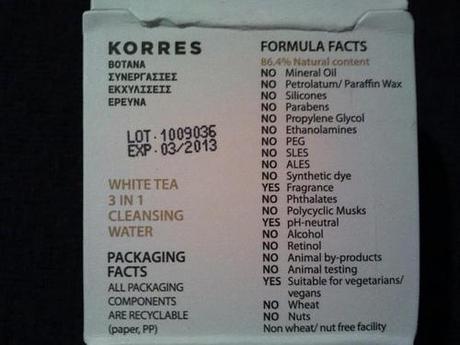 KORRES
ΒΟΤΑΝΑ
ΣΥΝΕΡΓΑΣΙΕΣ
ΕΚΧΥΛΙΣΕΙΣ
ΕΡΕΥΝΑ
LOT. 1009036
EXP. 03/2013
WHITE TEA
3 IN 1
CLEANSING
WATER
PACKAGING
FACTS
ALL PACKAGING
COMPONENTS
ARE RECYCLABLE
(paper, PP)
FORMULA FACTS
86.4% Natural content
NO Mineral Oil
NO Petrolatum/ Paraffin Wax
NO Silicones
NO Parabens
NO Propylene Glycol
NO Ethanolamines
NO PEG
NO SLES
NO ALES
NO Synthetic dye
YES Fragrance
NO Phthalates
NO Polycyclic Musks
YES pH-neutral
NO Alcohol
NO Retinol
NO Animal by-products
NO Animal testing
YES Suitable for vegetarians/
vegans
NO Wheat
NO Nuts
Non wheat/ nut free facility